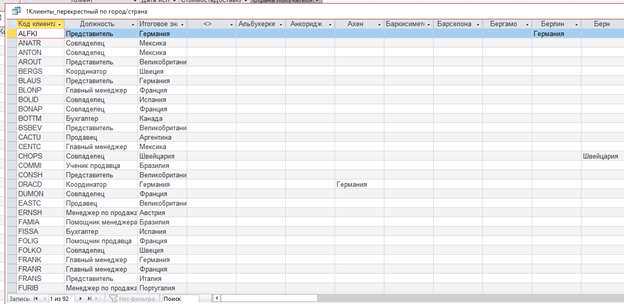 1Клиенты_перекрестный по город/страна
Код клиента Должность Итоговое зна <> Альбукерке Анкоридж Ахен Барксимето Барселона Бергамо Берлин Берн
ALFKI Представитель Германия Германия
ANATR Совладелец Мексика
ANTON Совладелец Мексика
AROUT Представитель Великобритани
BERGS Координатор Швеция
BLAUS Представитель Германия
BLONP Главный менеджер Франция
BOLID Совладелец Испания
BONAP Совладелец Франция
BOTTM Бухгалтер Канада
BSBEV Представитель Великобритани
CACTU Продавец Аргентина
CENTC Главный менеджер Мексика
CHOPS Совладелец Швейцария Швейцария
COMMI Ученик продавца Бразилия
CONSH Представитель Великобритани
DRACD Координатор Германия Германия
DUMON Совладелец Франция
EASTC Продавец Великобритани
ERNSH Менеджер по продажа Австрия
FAMIA Помощник менеджера Бразилия
FISSA Бухгалтер Испания
FOLIG Помощник продавца Франция
FOLKO Совладелец Швеция
FRANK Главный менеджер Германия
FRANR Главный менеджер Франция
FRANS Представитель Италия
FURIB Менеджер по продажа Португалия
Запись: 1 из 92 Нет фильтра Поиск